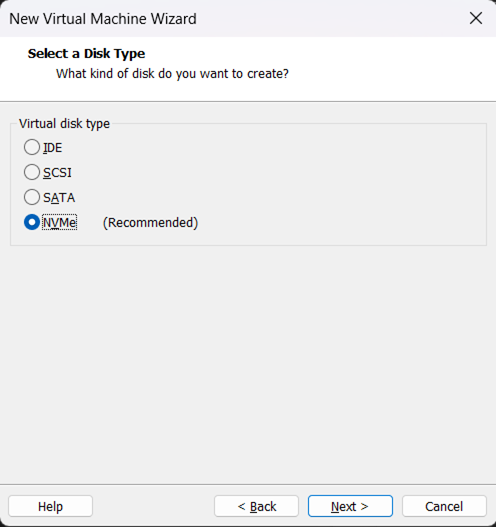 New Virtual Machine Wizard
Select a Disk Type
What kind of disk do you want to create?
Virtual disk type
IDE
SCSI
SATA
NVMe (Recommended)
Help < Back Next > Cancel